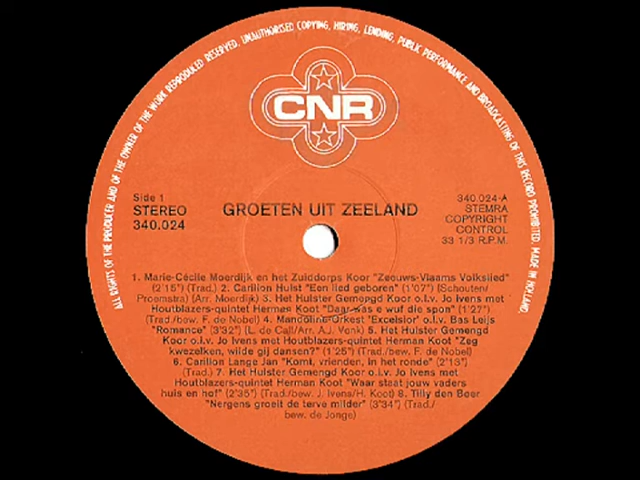 ALL RIGHTS OF THE PRODUCER AND OF THE OWNER OF THE WORK REPRODUCED RESERVED. UNAUTHORISED COPYING, HIRING, LENDING, PUBLIC PERFORMANCE AND BROADCASTING OF THIS RECORD PROHIBITED. MADE IN HOLLAND.
CNR
Side 1
STEREO
340.024
GROETEN UIT ZEELAND
340.024-A
STEMRA
COPYRIGHT
CONTROL
33 1/3 R.P.M.
1. Marie-Cécile Moerdijk en het Zuiddorps Koor "Zeeuws-Vlaams Volkslied"
(2'15") (Trad.) 2. Carillon Hulst "Een lied geboren" (1'07") (Schouten/
Proemstra) (Arr. Moerdijk) 3. Het Hulster Gemengd Koor o.l.v. Jo Ivens met
Houtblazers-quintet Herman Koot "Daar was e wuf die spon" (1'27")
(Trad./bew. F. de Nobel) 4. Mandoline-Orkest "Excelsior" o.l.v. Bas Leijs
"Romance" (3'32") (L. de Call/Arr. A.J. Venk) 5. Het Hulster Gemengd
Koor o.l.v. Jo Ivens met Houtblazers-quintet Herman Koot "Zeg
kwezelken, wilde gij dansen?" (1'25") (Trad./bew. F. de Nobel)
6. Carillon Lange Jan "Komt, vrienden, in het ronde" (2'13")
(Trad.) 7. Het Hulster Gemengd Koor o.l.v. Jo Ivens met
Houtblazers-quintet Herman Koot "Waar staat jouw vaders
huis en hof" (2'35") (Trad./bew. J. Ivens/H. Koot) 8. Tilly den Boer
"Nergens groeit de terve milder" (3'34") (Trad./
bew. de Jonge)